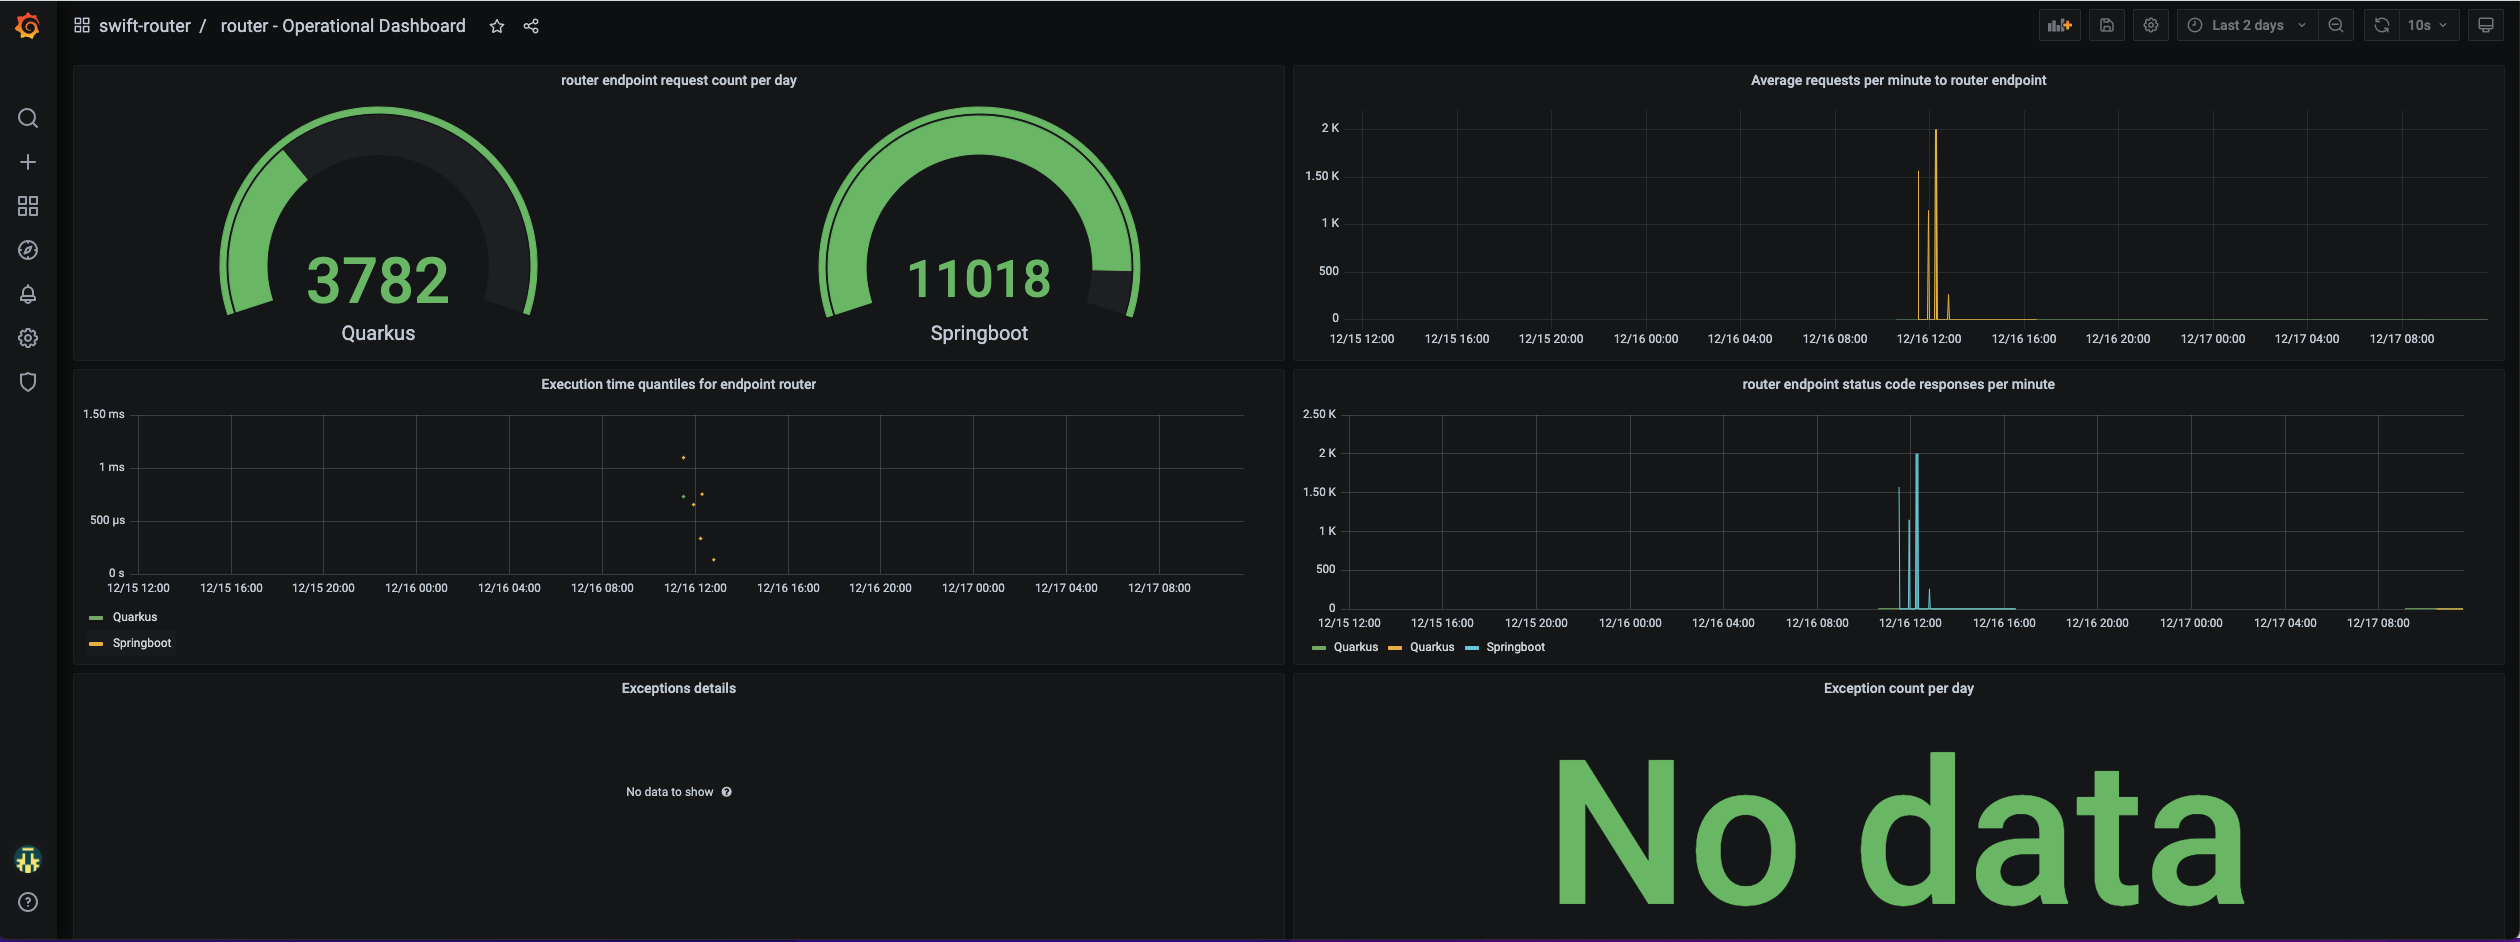 swift-router / router - Operational Dashboard
Last 2 days
10s
router endpoint request count per day
3782
Quarkus
11018
Springboot
Average requests per minute to router endpoint
2 K
1.50 K
1 K
500
0
12/15 12:00 12/15 16:00 12/15 20:00 12/16 00:00 12/16 04:00 12/16 08:00 12/16 12:00 12/16 16:00 12/16 20:00 12/17 00:00 12/17 04:00 12/17 08:00
Execution time quantiles for endpoint router
1.50 ms
1 ms
500 µs
0 s
12/15 12:00 12/15 16:00 12/15 20:00 12/16 00:00 12/16 04:00 12/16 08:00 12/16 12:00 12/16 16:00 12/16 20:00 12/17 00:00 12/17 04:00 12/17 08:00
Quarkus
Springboot
router endpoint status code responses per minute
2.50 K
2 K
1.50 K
1 K
500
0
12/15 12:00 12/15 16:00 12/15 20:00 12/16 00:00 12/16 04:00 12/16 08:00 12/16 12:00 12/16 16:00 12/16 20:00 12/17 00:00 12/17 04:00 12/17 08:00
Quarkus Quarkus Springboot
Exceptions details
No data to show
Exception count per day
No data